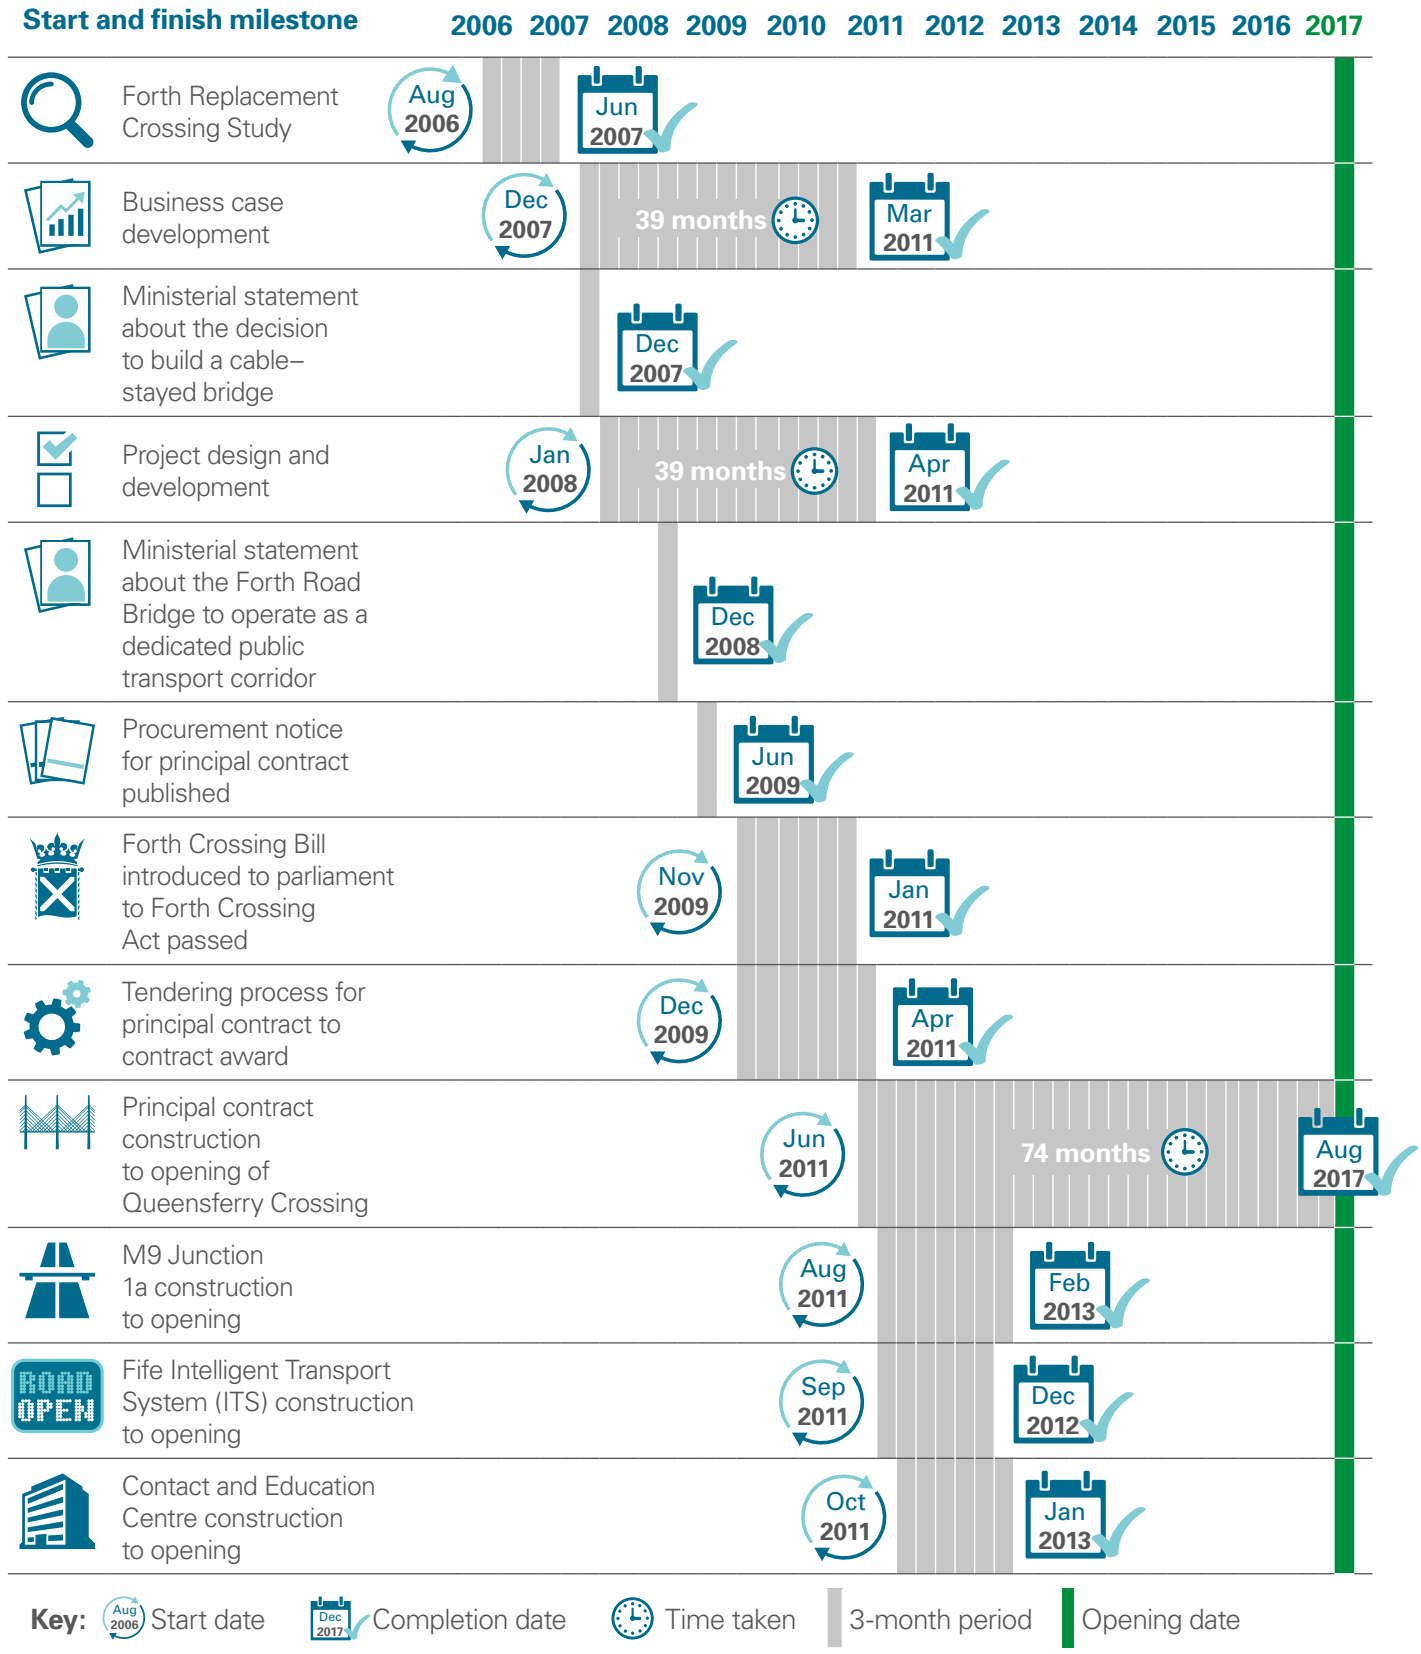 Start and finish milestone 2006 2007 2008 2009 2010 2011 2012 2013 2014 2015 2016 2017
Forth Replacement
Crossing Study
Aug
2006
Jun
2007
Business case
development
Dec
2007
39 months
Mar
2011
Ministerial statement
about the decision
to build a cable–
stayed bridge
Dec
2007
Project design and
development
Jan
2008
39 months
Apr
2011
Ministerial statement
about the Forth Road
Bridge to operate as a
dedicated public
transport corridor
Dec
2008
Procurement notice
for principal contract
published
Jun
2009
Forth Crossing Bill
introduced to parliament
to Forth Crossing
Act passed
Nov
2009
Jan
2011
Tendering process for
principal contract to
contract award
Dec
2009
Apr
2011
Principal contract
construction
to opening of
Queensferry Crossing
Jun
2011
74 months
Aug
2017
M9 Junction
1a construction
to opening
Aug
2011
Feb
2013
ROAD
OPEN
Fife Intelligent Transport
System (ITS) construction
to opening
Sep
2011
Dec
2012
Contact and Education
Centre construction
to opening
Oct
2011
Jan
2013
Key: Aug 2006 Start date Dec 2017 Completion date Time taken 3-month period Opening date